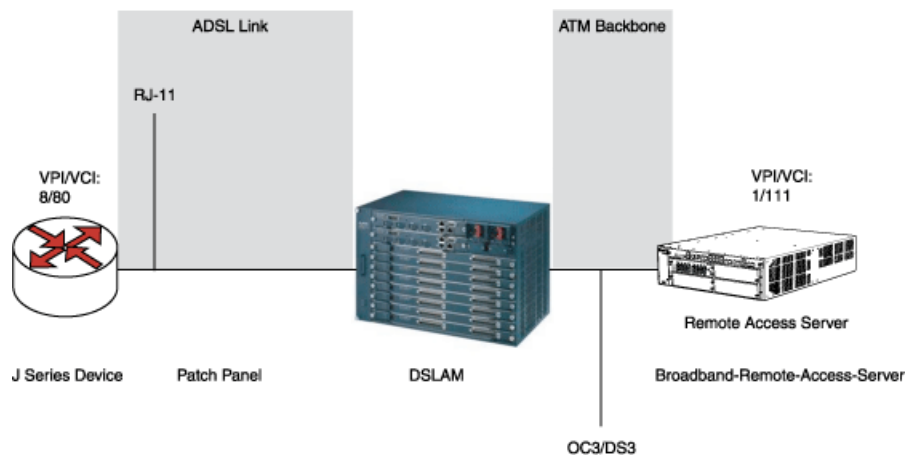 ADSL Link
ATM Backbone
RJ-11
VPI/VCI:
8/80
VPI/VCI:
1/111
Remote Access Server
J Series Device
Patch Panel
DSLAM
Broadband-Remote-Access-Server
OC3/DS3